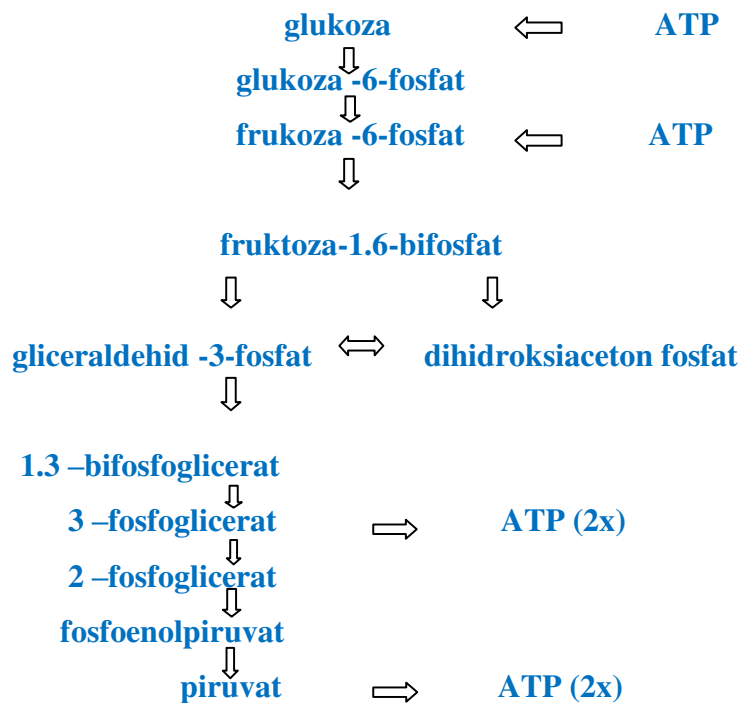 glukoza ATP
glukoza -6-fosfat
frukoza -6-fosfat ATP
fruktoza-1.6-bifosfat
gliceraldehid -3-fosfat dihidroksiaceton fosfat
1.3 –bifosfoglicerat
3 –fosfoglicerat ATP (2x)
2 –fosfoglicerat
fosfoenolpiruvat
piruvat ATP (2x)